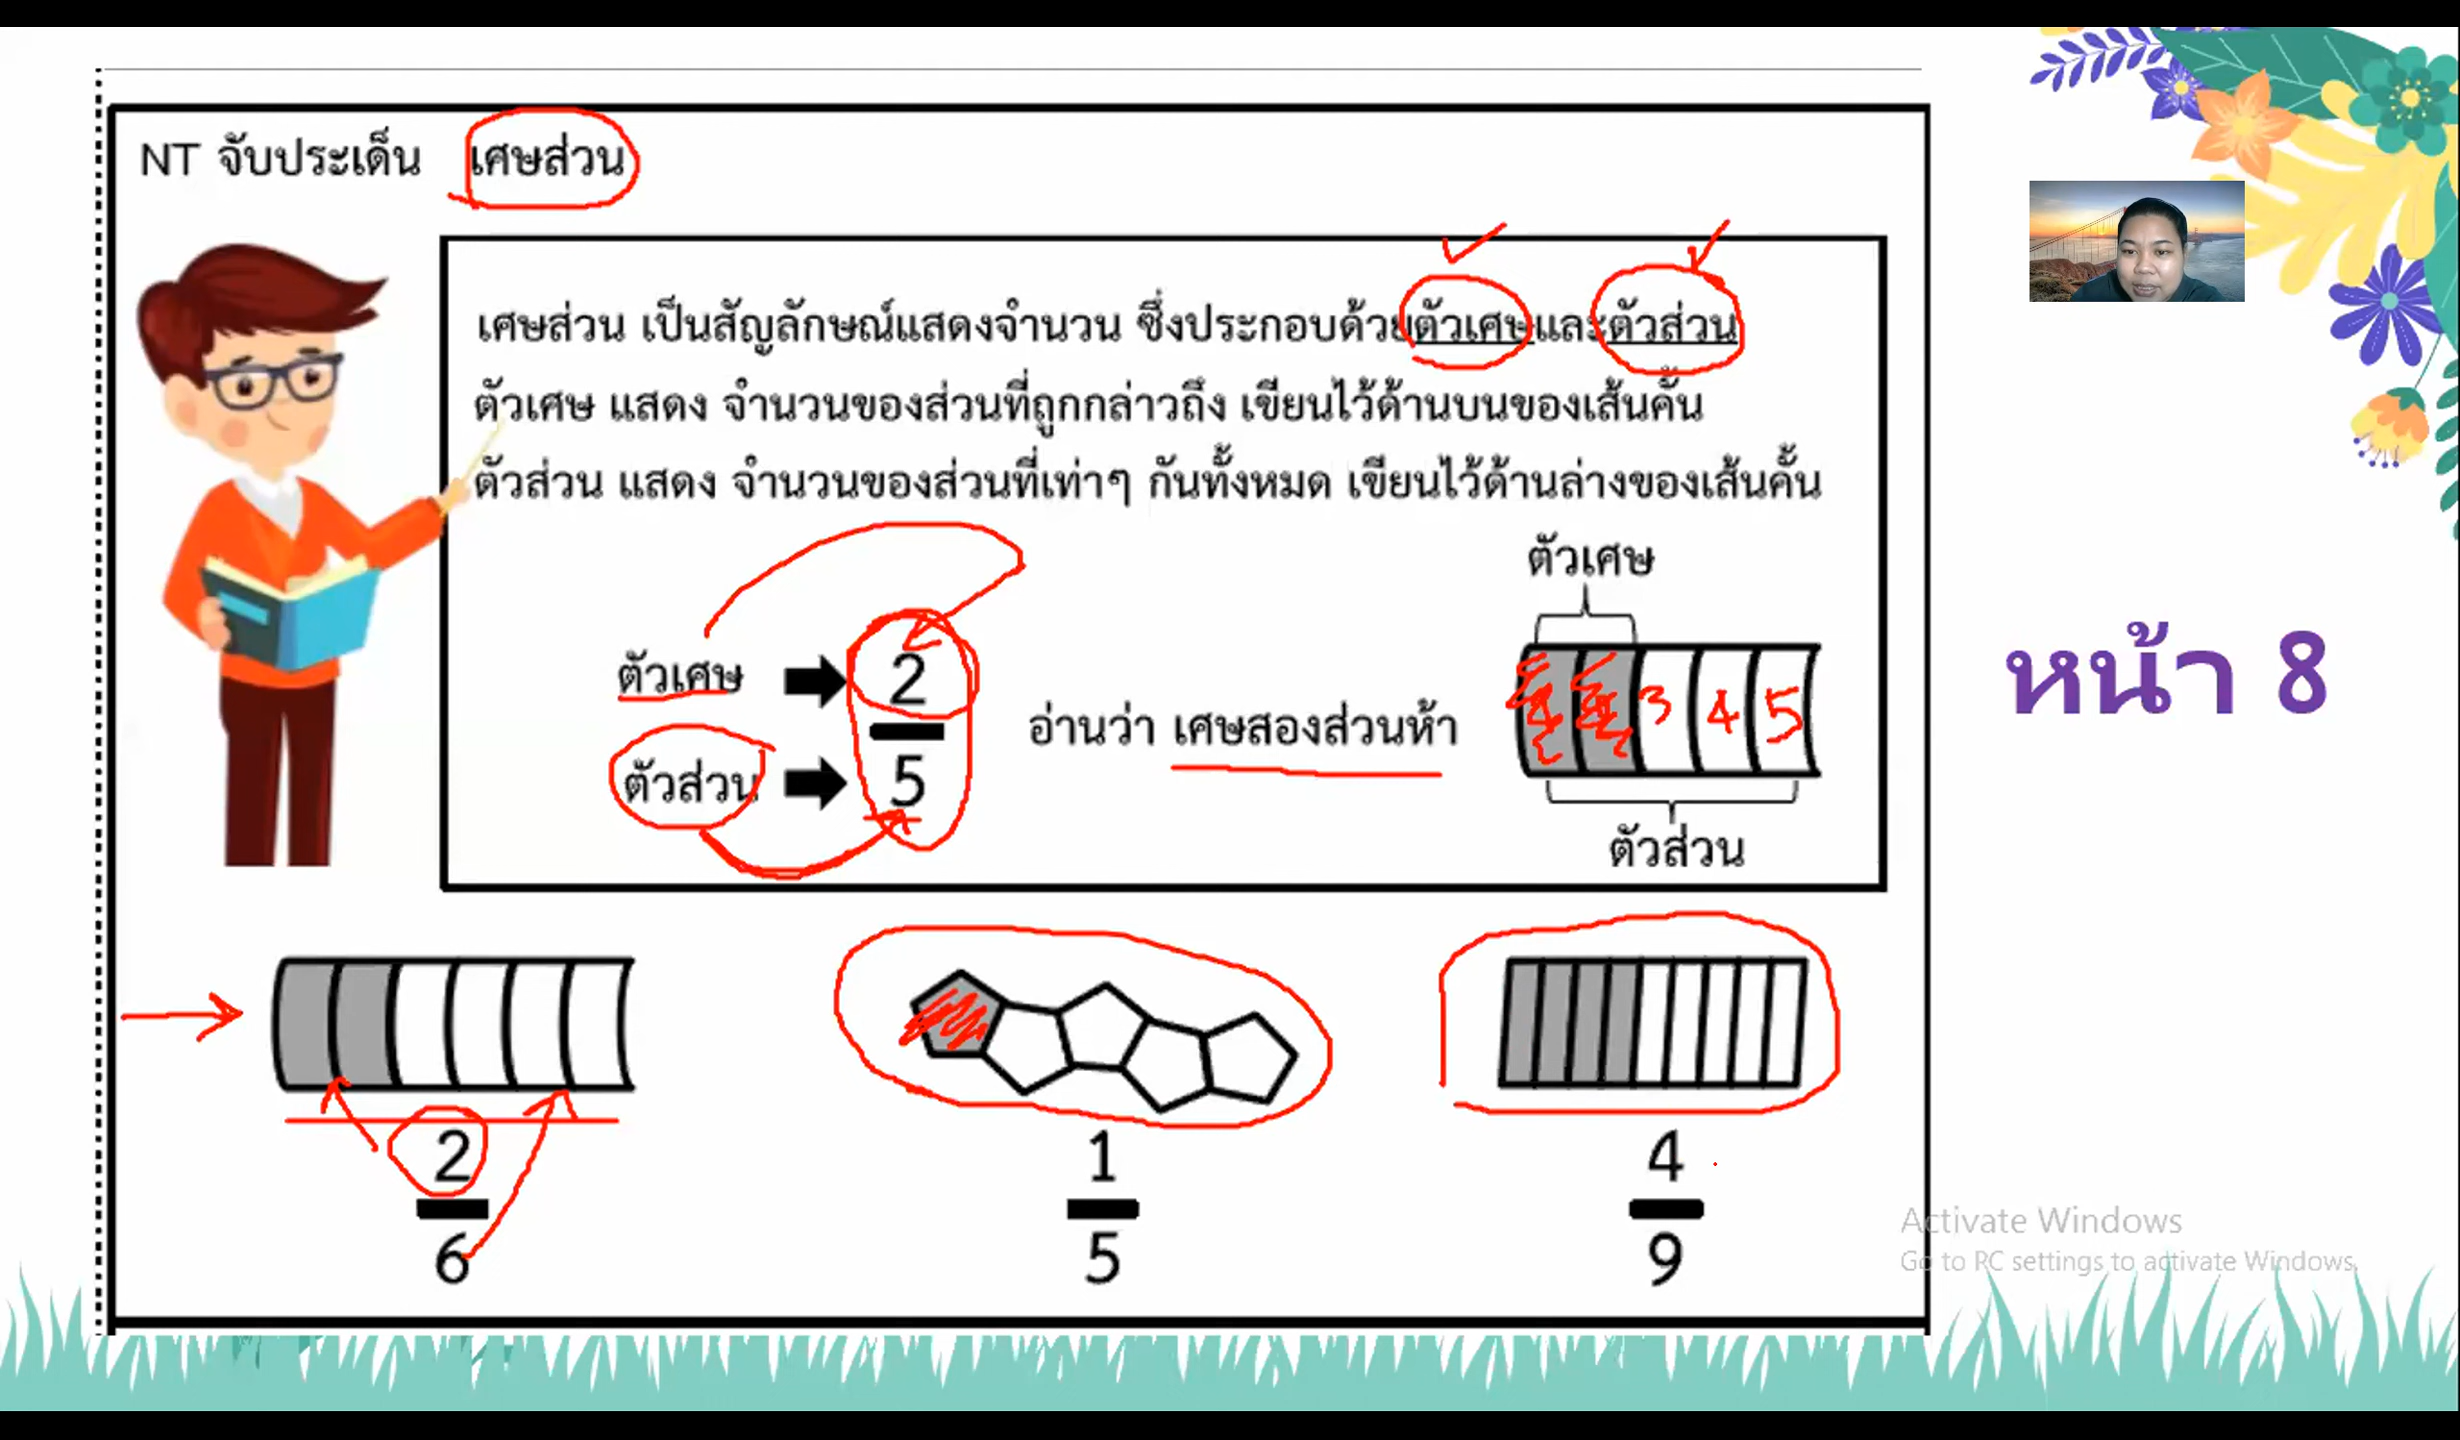 NT จับประเด็น เศษส่วน
เศษส่วน เป็นสัญลักษณ์แสดงจำนวน ซึ่งประกอบด้วยตัวเศษและตัวส่วน
ตัวเศษ แสดง จำนวนของส่วนที่ถูกกล่าวถึง เขียนไว้ด้านบนของเส้นคั่น
ตัวส่วน แสดง จำนวนของส่วนที่เท่าๆ กันทั้งหมด เขียนไว้ด้านล่างของเส้นคั่น
ตัวเศษ
ตัวเศษ 2
อ่านว่า เศษสองส่วนห้า
3 4 5
ตัวส่วน 5
ตัวส่วน
หน้า 8
2
6
1
5
4
9
Activate Windows
Go to PC settings to activate Windows.